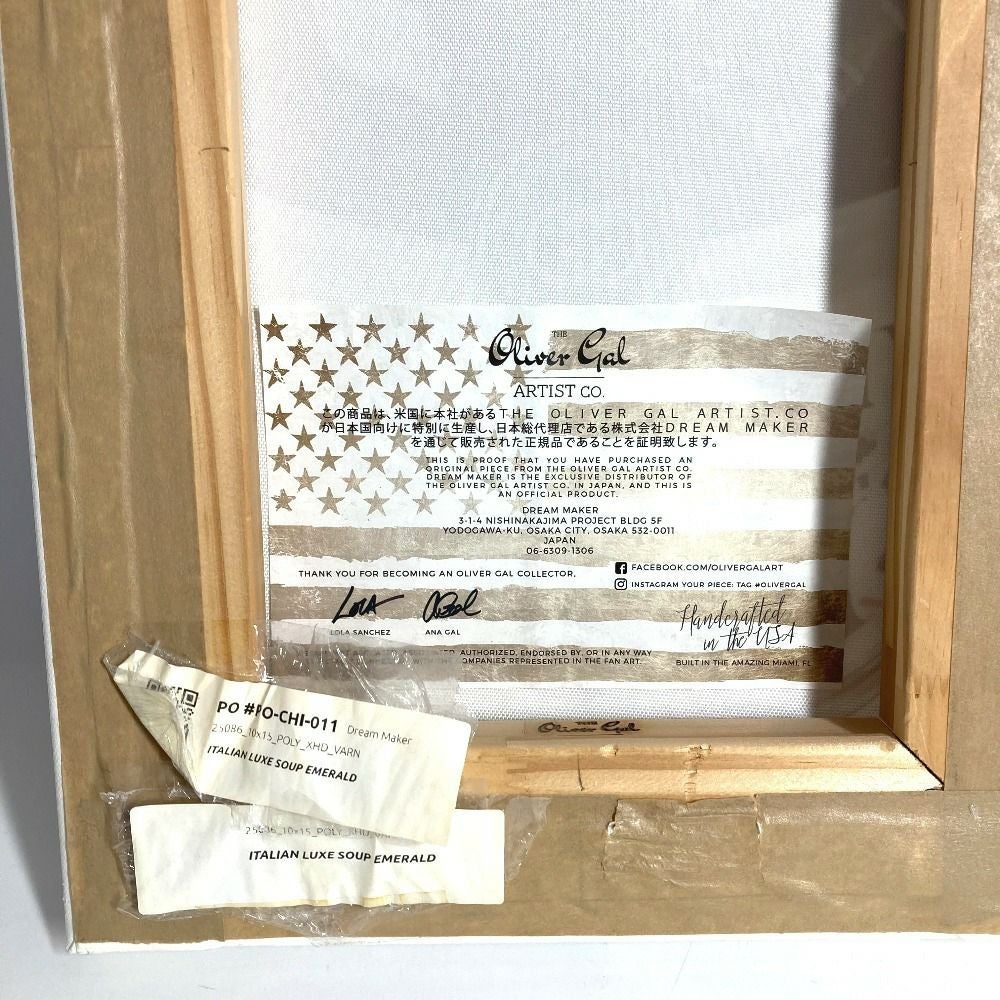 THE
Oliver Gal
ARTIST CO.
この商品は、米国に本社があるTHE OLIVER GAL ARTIST.CO
が日本国向けに特別に生産し、日本総代理店である株式会社DREAM MAKER
を通じて販売された正規品であることを証明致します。
THIS IS PROOF THAT YOU HAVE PURCHASED AN
ORIGINAL PIECE FROM THE OLIVER GAL ARTIST CO.
DREAM MAKER IS THE EXCLUSIVE DISTRIBUTOR OF
THE OLIVER GAL ARTIST CO. IN JAPAN, AND THIS IS
AN OFFICIAL PRODUCT.
DREAM MAKER
3-1-4 NISHINAKAJIMA PROJECT BLDG 5F
YODOGAWA-KU, OSAKA CITY, OSAKA 532-0011
JAPAN
06-6309-1306
THANK YOU FOR BECOMING AN OLIVER GAL COLLECTOR.
FACEBOOK.COM/OLIVERGALART
INSTAGRAM YOUR PIECE: TAG #OLIVERGAL
LOLA SANCHEZ
ANA GAL
Handcrafted
in the USA
BUILT IN THE AMAZING MIAMI, FL
AUTHORIZED, ENDORSED BY, OR IN ANY WAY
WITH THE COMPANIES REPRESENTED IN THE FAN ART.
THE
Oliver Gal
PO #PO-CHI-011 Dream Maker
25086_10x15_POLY_XHD_VARN
ITALIAN LUXE SOUP EMERALD
25086_10x15_POLY_XHD_VARN
ITALIAN LUXE SOUP EMERALD